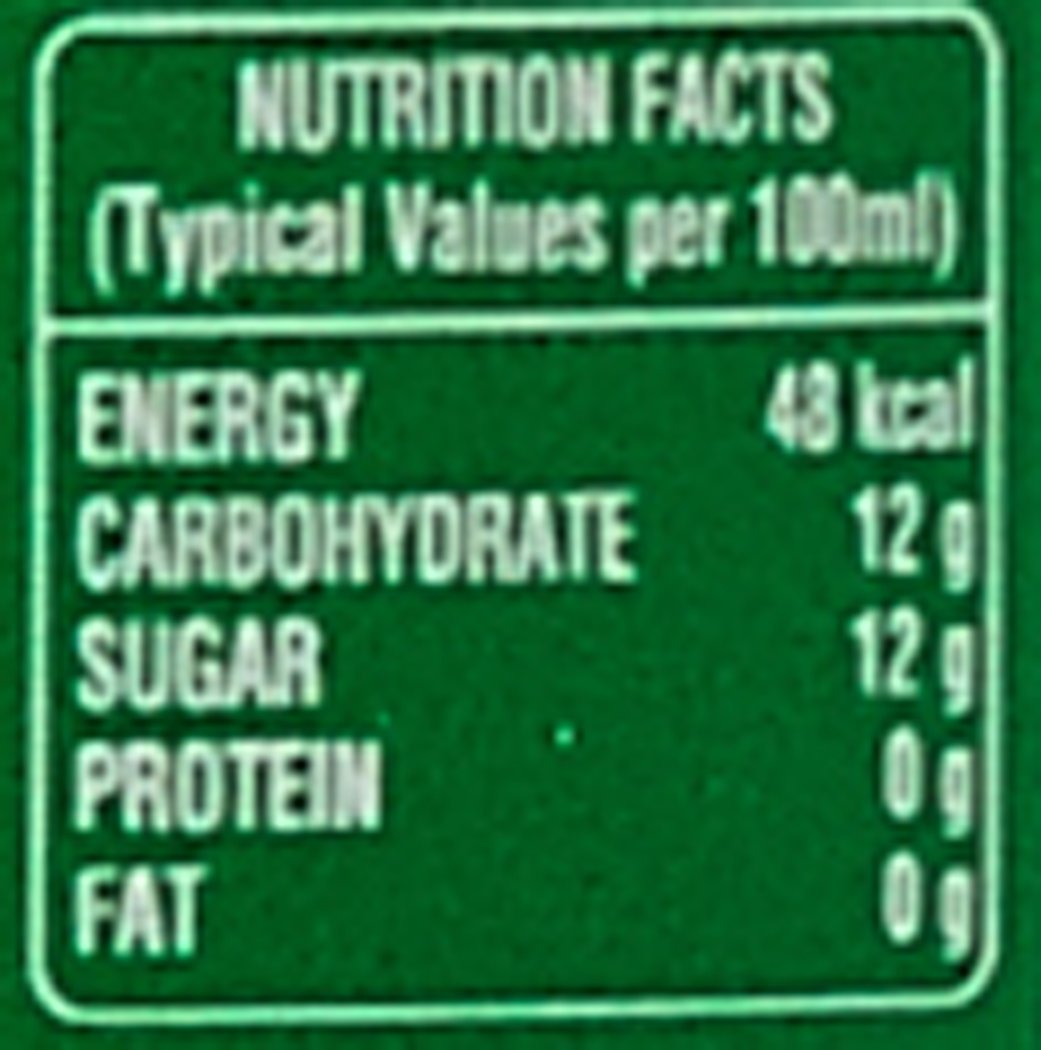 NUTRITION FACTS
(Typical Values per 100ml)
ENERGY 48 kcal
CARBOHYDRATE 12 g
SUGAR 12 g
PROTEIN 0 g
FAT 0 g